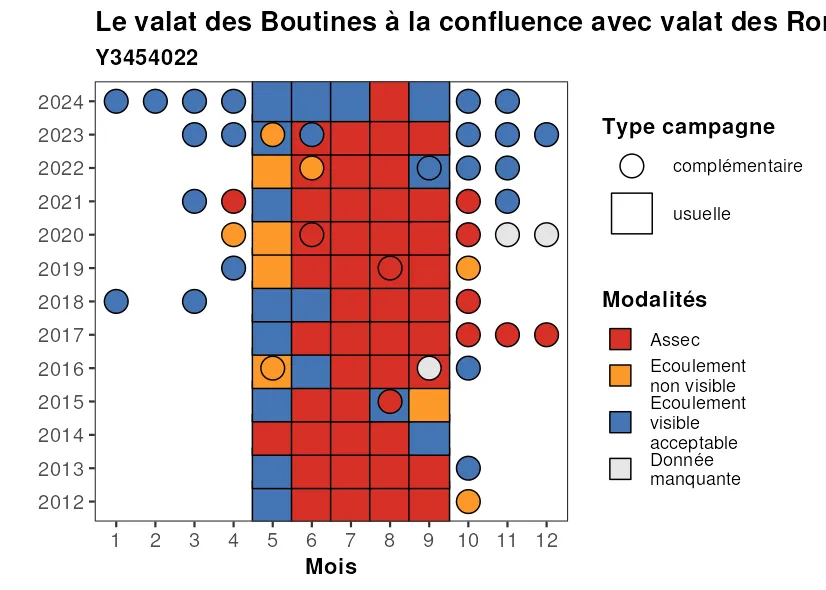 Le valat des Boutines à la confluence avec valat des Ro
Y3454022
2024
2023
2022
2021
2020
2019
2018
2017
2016
2015
2014
2013
2012
1 2 3 4 5 6 7 8 9 10 11 12
Mois
Type campagne
complémentaire
usuelle
Modalités
Assec
Ecoulement
non visible
Ecoulement
visible
acceptable
Donnée
manquante